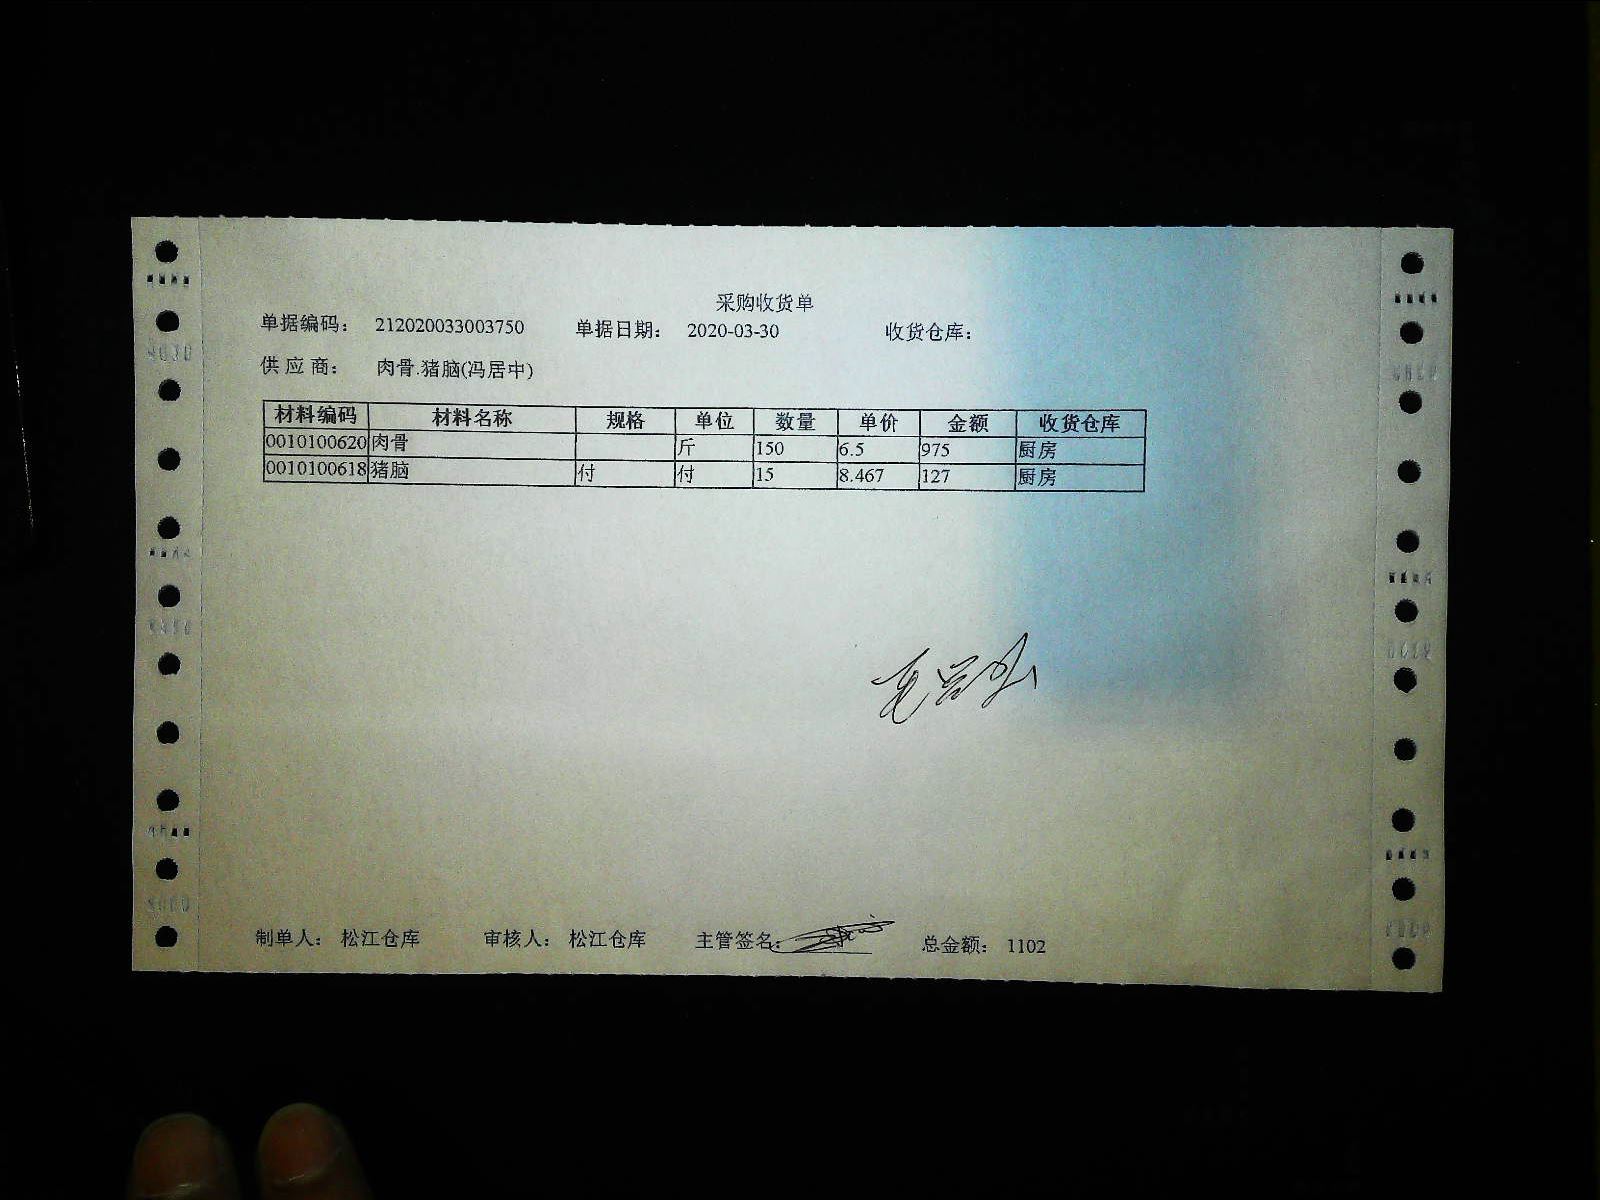 采购收货单
单据编码: 212020033003750 单据日期: 2020-03-30 收货仓库:
供应商: 肉骨.猪脑(冯居中)
材料编码 材料名称 规格 单位 数量 单价 金额 收货仓库
0010100620 肉骨 斤 150 6.5 975 厨房
0010100618 猪脑 付 付 15 8.467 127 厨房
制单人: 松江仓库 审核人: 松江仓库 主管签名: 总金额: 1102